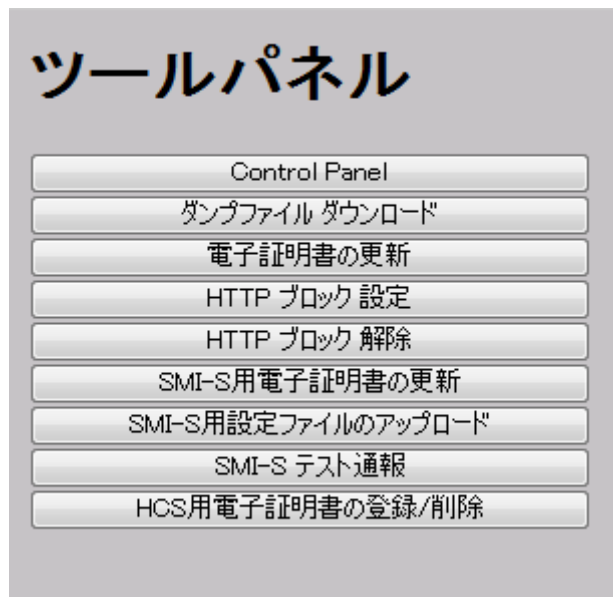 ツールパネル
Control Panel
ダンプファイル ダウンロード
電子証明書の更新
HTTP ブロック 設定
HTTP ブロック 解除
SMI-S用電子証明書の更新
SMI-S用設定ファイルのアップロード
SMI-S テスト通報
HCS用電子証明書の登録/削除